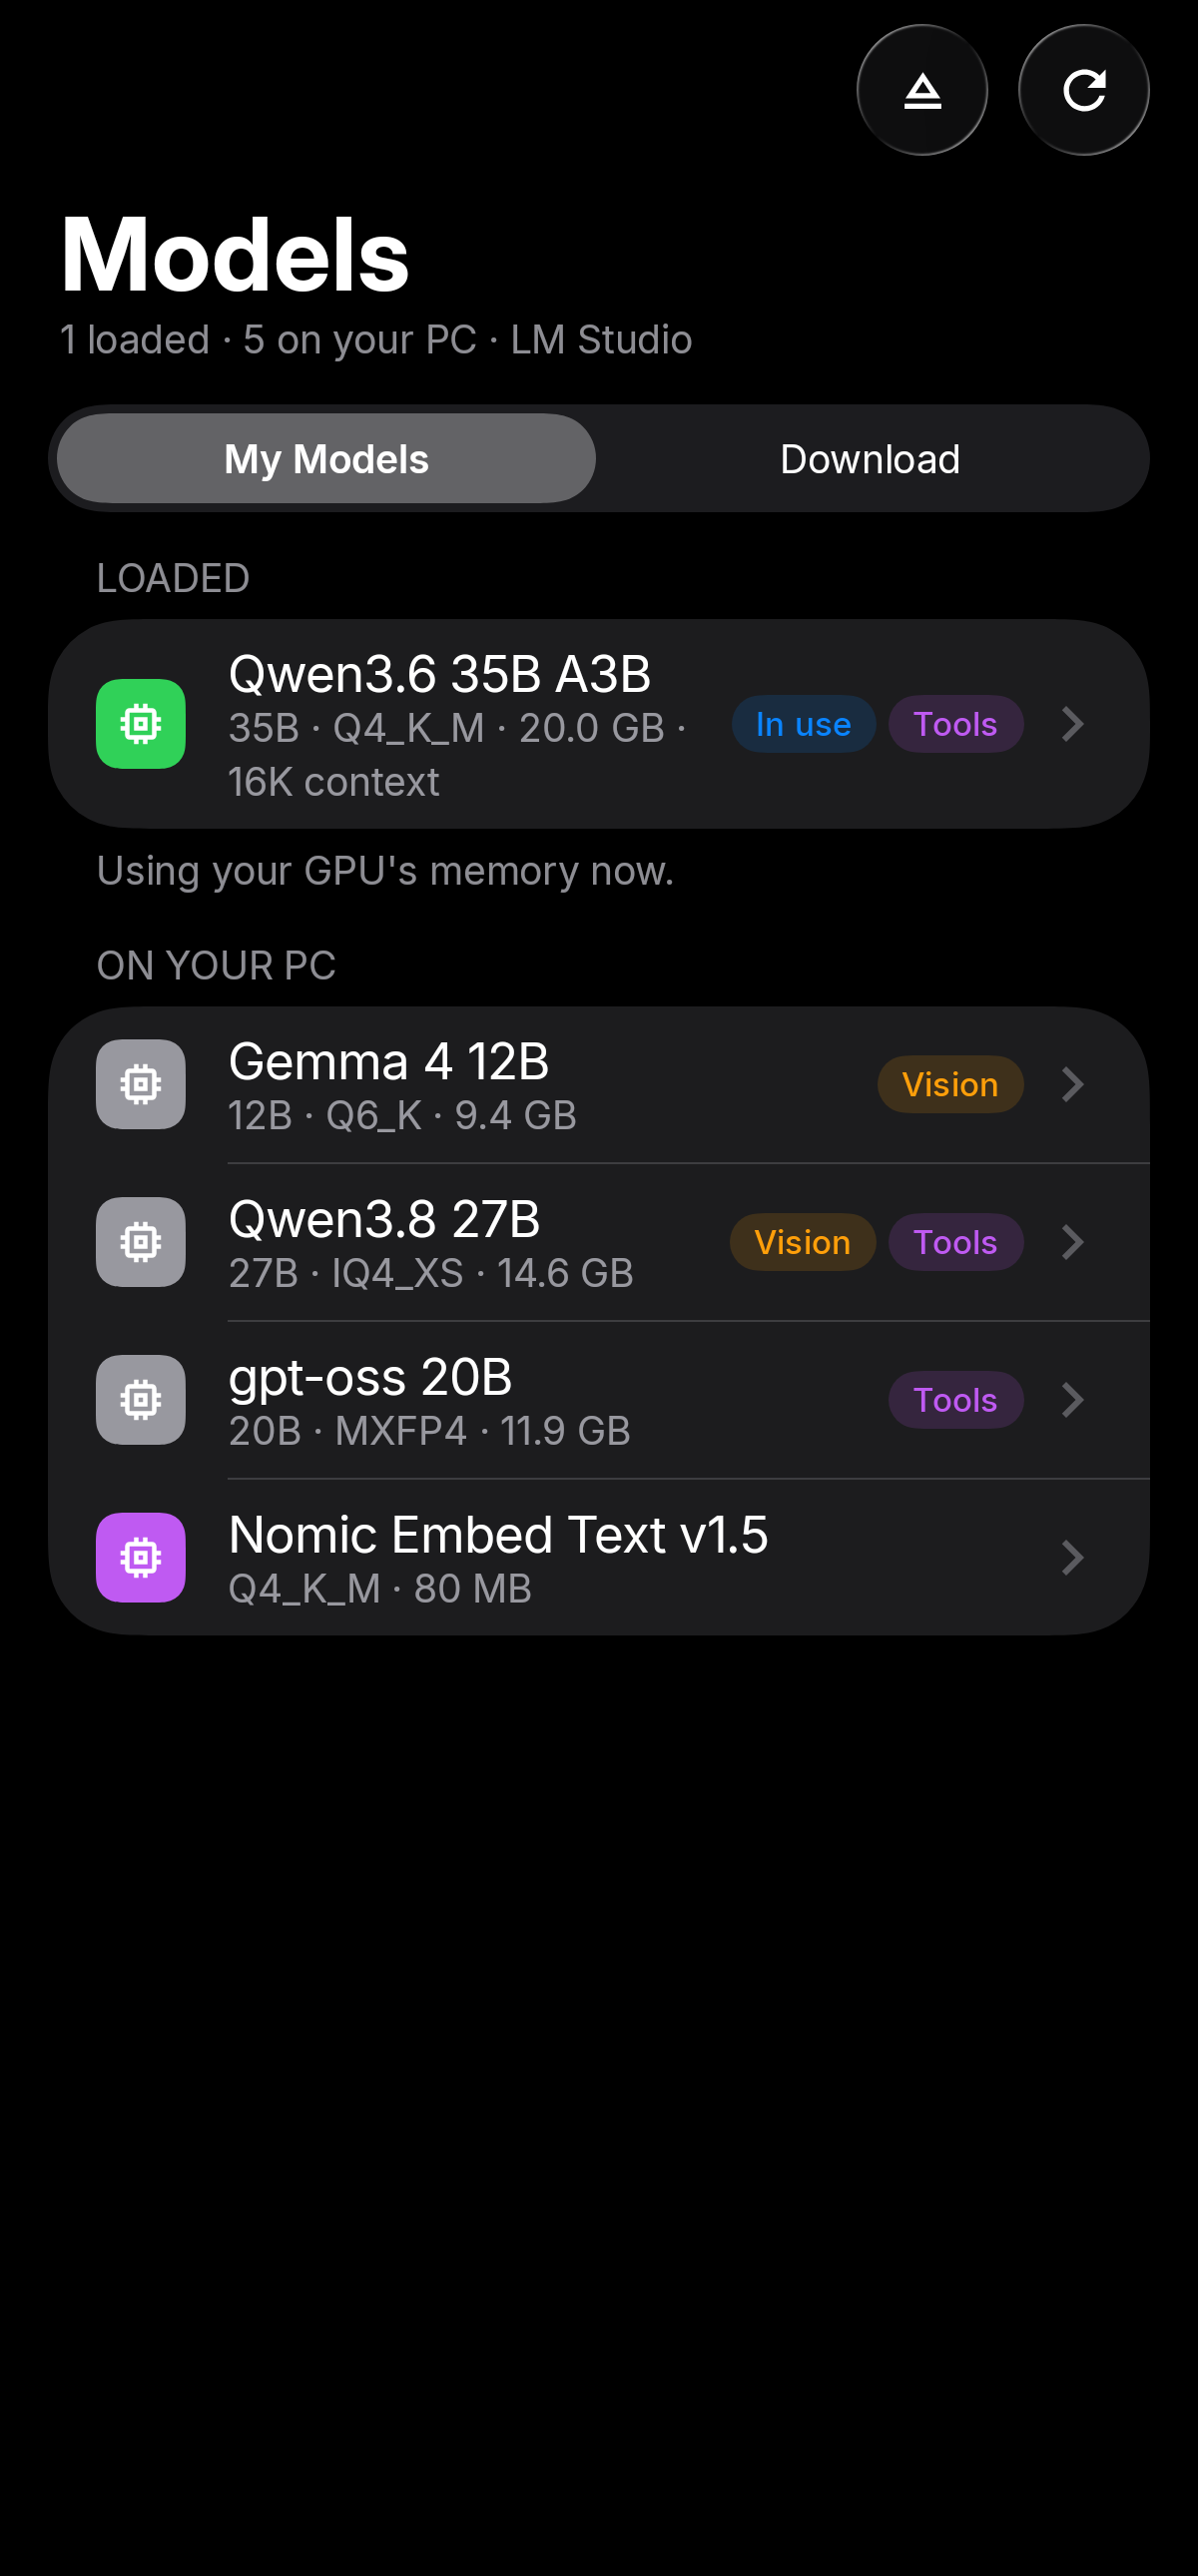 Models
1 loaded · 5 on your PC · LM Studio
My Models
Download
LOADED
Qwen3.6 35B A3B
35B · Q4_K_M · 20.0 GB ·
16K context
In use
Tools
Using your GPU's memory now.
ON YOUR PC
Gemma 4 12B
12B · Q6_K · 9.4 GB
Vision
Qwen3.8 27B
27B · IQ4_XS · 14.6 GB
Vision
Tools
gpt-oss 20B
20B · MXFP4 · 11.9 GB
Tools
Nomic Embed Text v1.5
Q4_K_M · 80 MB